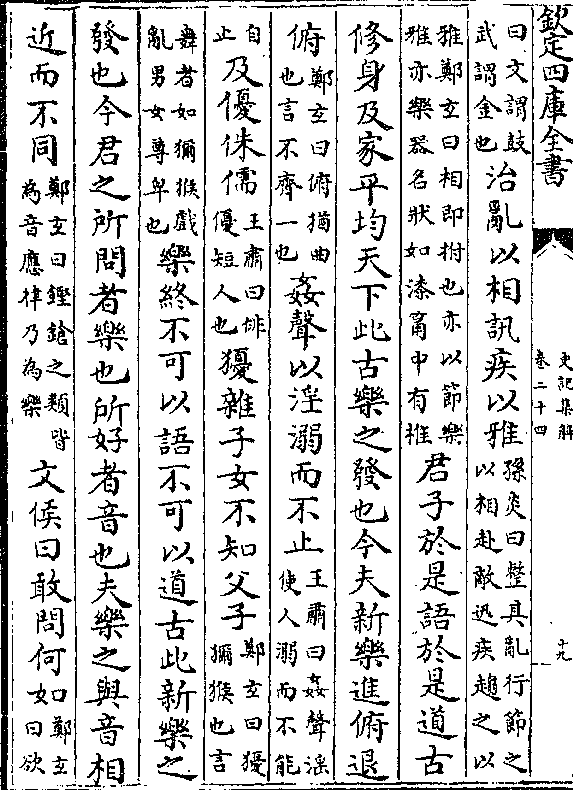 欽定四庫全書
史記集解
卷二十四
十九
曰文謂鼓
武謂金也
治亂以相訊疾以雅
孫炎曰整其亂行節之
以相赴敵迅疾趨之以
雅鄭玄曰相即拊也亦以節樂
雅亦樂器名狀如漆筩中有椎
君子於是語於是道古
修身及家平均天下此古樂之發也今夫新樂進俯退
俯
鄭玄曰俯猶曲
也言不齊一也
姦聲以淫溺而不止
王肅曰姦聲淫
使人溺而不能
自
止
及優侏儒
王肅曰俳
優短人也
獶雜子女不知父子
鄭玄曰獶
獼猴也言
舞者如獼猴戲
亂男女尊卑也
樂終不可以語不可以道古此新樂之
發也今君之所問者樂也所好者音也夫樂之與音相
近而不同
鄭玄曰鏗鎗之類皆
為音應律乃為樂
文侯曰敢問何如
鄭玄
曰欲